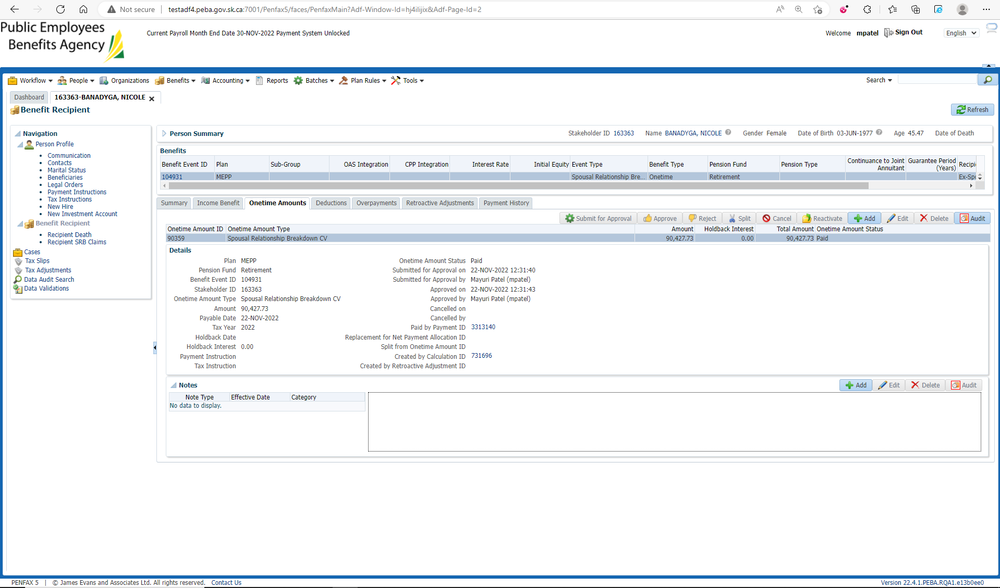 Not secure | testadf4.peba.gov.sk.ca:7001/Penfax5/faces/PenfaxMain?Adf-Window-Id=hj4ilijix&Adf-Page-Id=2
Public Employees
Benefits Agency
Current Payroll Month End Date 30-NOV-2022 Payment System Unlocked
Welcome mpatel Sign Out English
Workflow People Organizations Benefits Accounting Reports Batches Plan Rules Tools Search
Dashboard 163363-BANADYGA, NICOLE
Benefit Recipient
Refresh
Navigation
Person Profile
Communication
Contacts
Marital Status
Beneficiaries
Legal Orders
Payment Instructions
Tax Instructions
New Hire
New Investment Account
Benefit Recipient
Recipient Death
Recipient SRB Claims
Cases
Tax Slips
Tax Adjustments
Data Audit Search
Data Validations
Person Summary Stakeholder ID 163363 Name BANADYGA, NICOLE Gender Female Date of Birth 03-JUN-1977 Age 45.47 Date of Death
Benefits
Benefit Event ID Plan Sub-Group OAS Integration CPP Integration Interest Rate Initial Equity Event Type Benefit Type Pension Fund Pension Type Continuance to Joint Annuitant Guarantee Period (Years) Recipi
104931 MEPP Spousal Relationship Bre... Onetime Retirement Ex-Spo
Summary Income Benefit Onetime Amounts Deductions Overpayments Retroactive Adjustments Payment History
Submit for Approval Approve Reject Split Cancel Reactivate Add Edit Delete Audit
Onetime Amount ID Onetime Amount Type Amount Holdback Interest Total Amount Onetime Amount Status
90359 Spousal Relationship Breakdown CV 90,427.73 0.00 90,427.73 Paid
Details
Plan MEPP Onetime Amount Status Paid
Pension Fund Retirement Submitted for Approval on 22-NOV-2022 12:31:40
Benefit Event ID 104931 Submitted for Approval by Mayuri Patel (mpatel)
Stakeholder ID 163363 Approved on 22-NOV-2022 12:31:43
Onetime Amount Type Spousal Relationship Breakdown CV Approved by Mayuri Patel (mpatel)
Amount 90,427.73 Cancelled on
Payable Date 22-NOV-2022 Cancelled by
Tax Year 2022 Paid by Payment ID 3313140
Holdback Date Replacement for Net Payment Allocation ID
Holdback Interest 0.00 Split from Onetime Amount ID
Payment Instruction Created by Calculation ID 731696
Tax Instruction Created by Retroactive Adjustment ID
Notes Add Edit Delete Audit
Note Type Effective Date Category
No data to display.
PENFAX 5 | © James Evans and Associates Ltd. All rights reserved. Contact Us Version 22.4.1.PEBA.RQA1.e13b0ee0